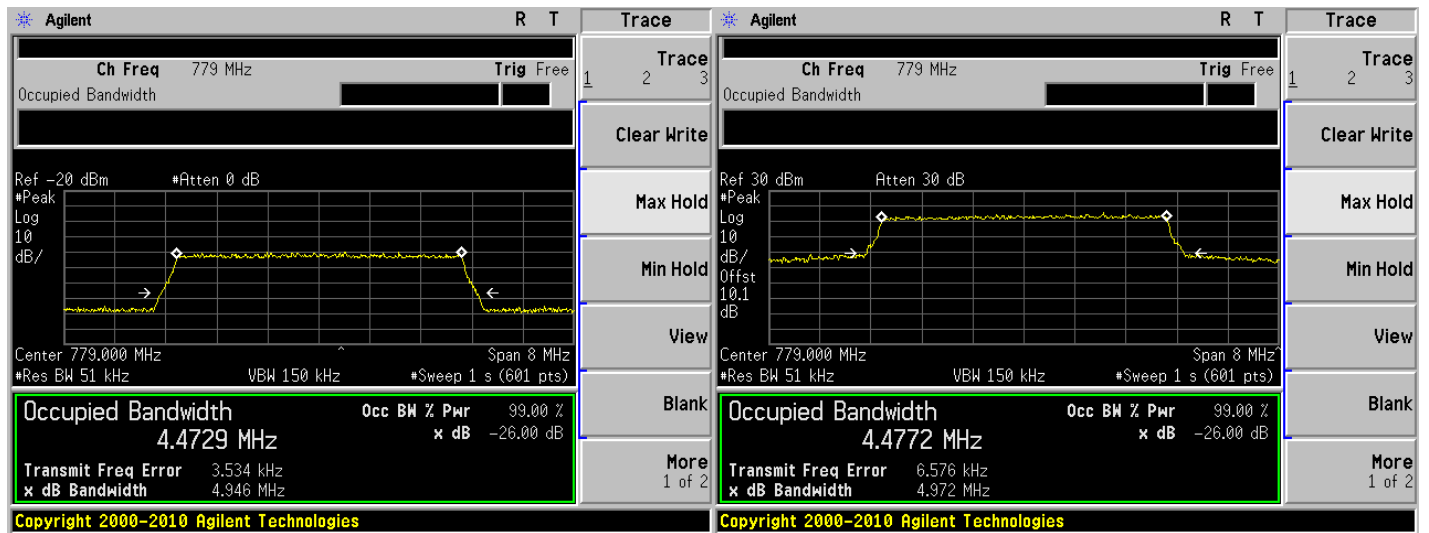 Agilent R T Trace
Ch Freq 779 MHz Trig Free
Occupied Bandwidth
Ref -20 dBm #Atten 0 dB
#Peak
Log
10
dB/
Center 779.000 MHz Span 8 MHz
#Res BW 51 kHz VBW 150 kHz #Sweep 1 s (601 pts)
Occupied Bandwidth Occ BW % Pwr 99.00 %
4.4729 MHz x dB -26.00 dB
Transmit Freq Error 3.534 kHz
x dB Bandwidth 4.946 MHz
Copyright 2000-2010 Agilent Technologies
Trace
1 2 3
Clear Write
Max Hold
Min Hold
View
Blank
More
1 of 2
Agilent R T Trace
Ch Freq 779 MHz Trig Free
Occupied Bandwidth
Ref 30 dBm Atten 30 dB
#Peak
Log
10
dB/
Offst
10.1
dB
Center 779.000 MHz Span 8 MHz
#Res BW 51 kHz VBW 150 kHz #Sweep 1 s (601 pts)
Occupied Bandwidth Occ BW % Pwr 99.00 %
4.4772 MHz x dB -26.00 dB
Transmit Freq Error 6.576 kHz
x dB Bandwidth 4.972 MHz
Copyright 2000-2010 Agilent Technologies
Trace
1 2 3
Clear Write
Max Hold
Min Hold
View
Blank
More
1 of 2